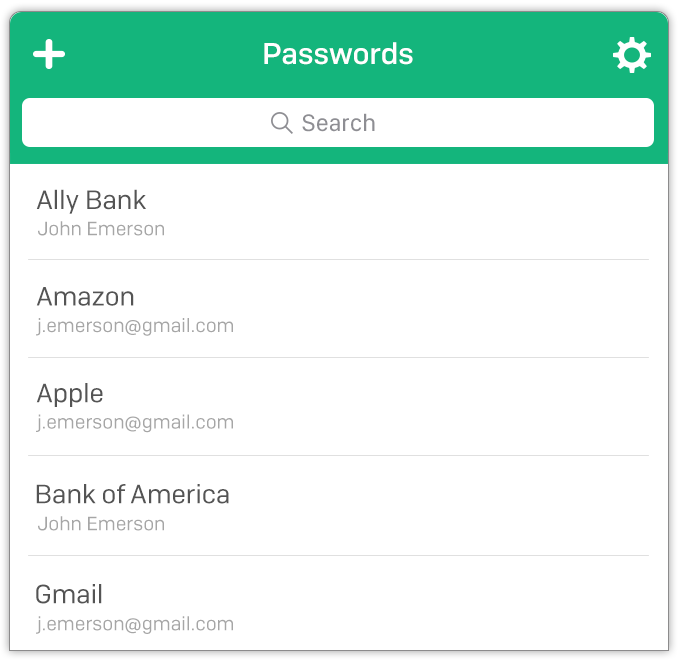 Passwords
Search
Ally Bank
John Emerson
Amazon
j.emerson@gmail.com
Apple
j.emerson@gmail.com
Bank of America
John Emerson
Gmail
j.emerson@gmail.com